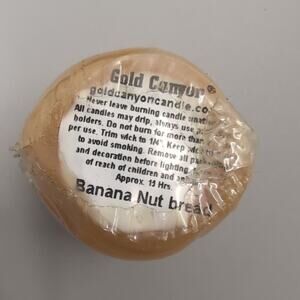 Gold Canyon®
goldcanyoncandle.co
Never leave burning candle
All candles may drip, always use
holders. Do not burn for more than
per use. Trim wick to 1/4". Keep
to avoid smoking. Remove all
and decoration before lighting.
of reach of children and
Approx. 15 Hrs.
Banana Nut bread